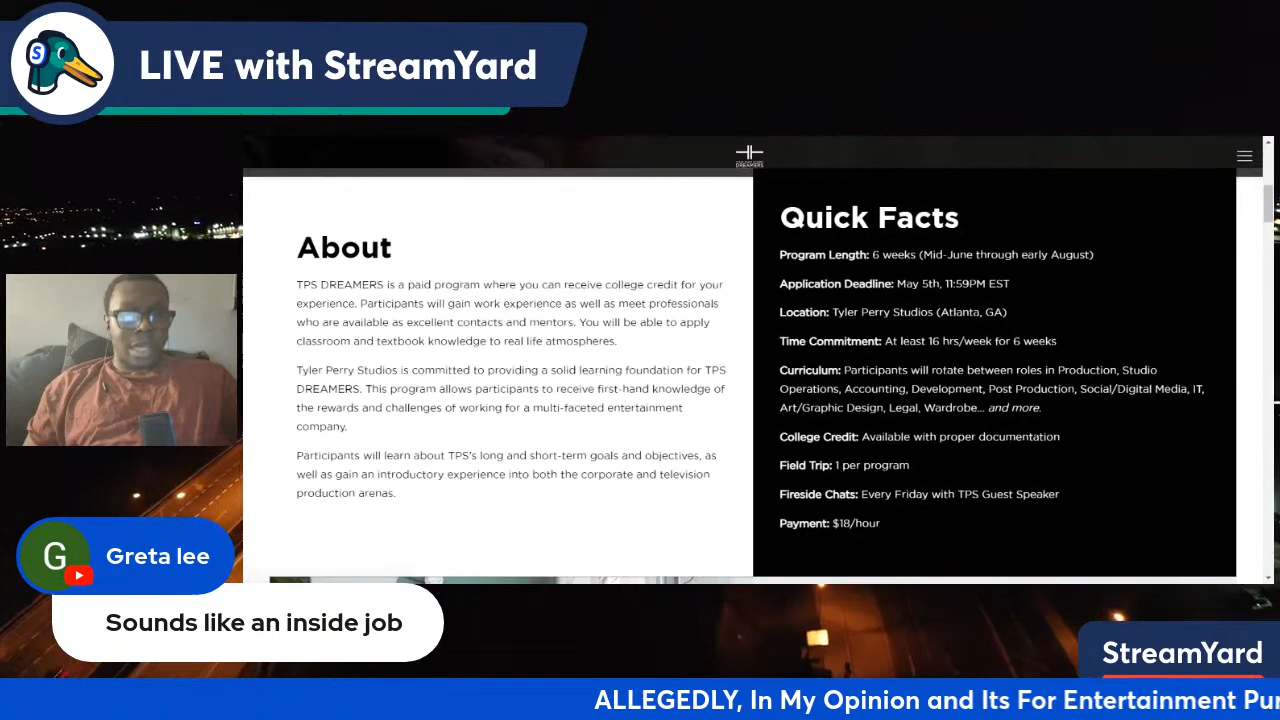 S
LIVE with StreamYard
DREAMERS
About
TPS DREAMERS is a paid program where you can receive college credit for your
experience. Participants will gain work experience as well as meet professionals
who are available as excellent contacts and mentors. You will be able to apply
classroom and textbook knowledge to real life atmospheres.
Tyler Perry Studios is committed to providing a solid learning foundation for TPS
DREAMERS. This program allows participants to receive first-hand knowledge of
the rewards and challenges of working for a multi-faceted entertainment
company.
Participants will learn about TPS's long and short-term goals and objectives, as
well as gain an introductory experience into both the corporate and television
production arenas.
Quick Facts
Program Length: 6 weeks (Mid-June through early August)
Application Deadline: May 5th, 11:59PM EST
Location: Tyler Perry Studios (Atlanta, GA)
Time Commitment: At least 16 hrs/week for 6 weeks
Curriculum: Participants will rotate between roles in Production, Studio
Operations, Accounting, Development, Post Production, Social/Digital Media, IT,
Art/Graphic Design, Legal, Wardrobe... and more.
College Credit: Available with proper documentation
Field Trip: 1 per program
Fireside Chats: Every Friday with TPS Guest Speaker
Payment: $18/hour
G
Greta lee
Sounds like an inside job
StreamYard
ALLEGEDLY, In My Opinion and Its For Entertainment Pur